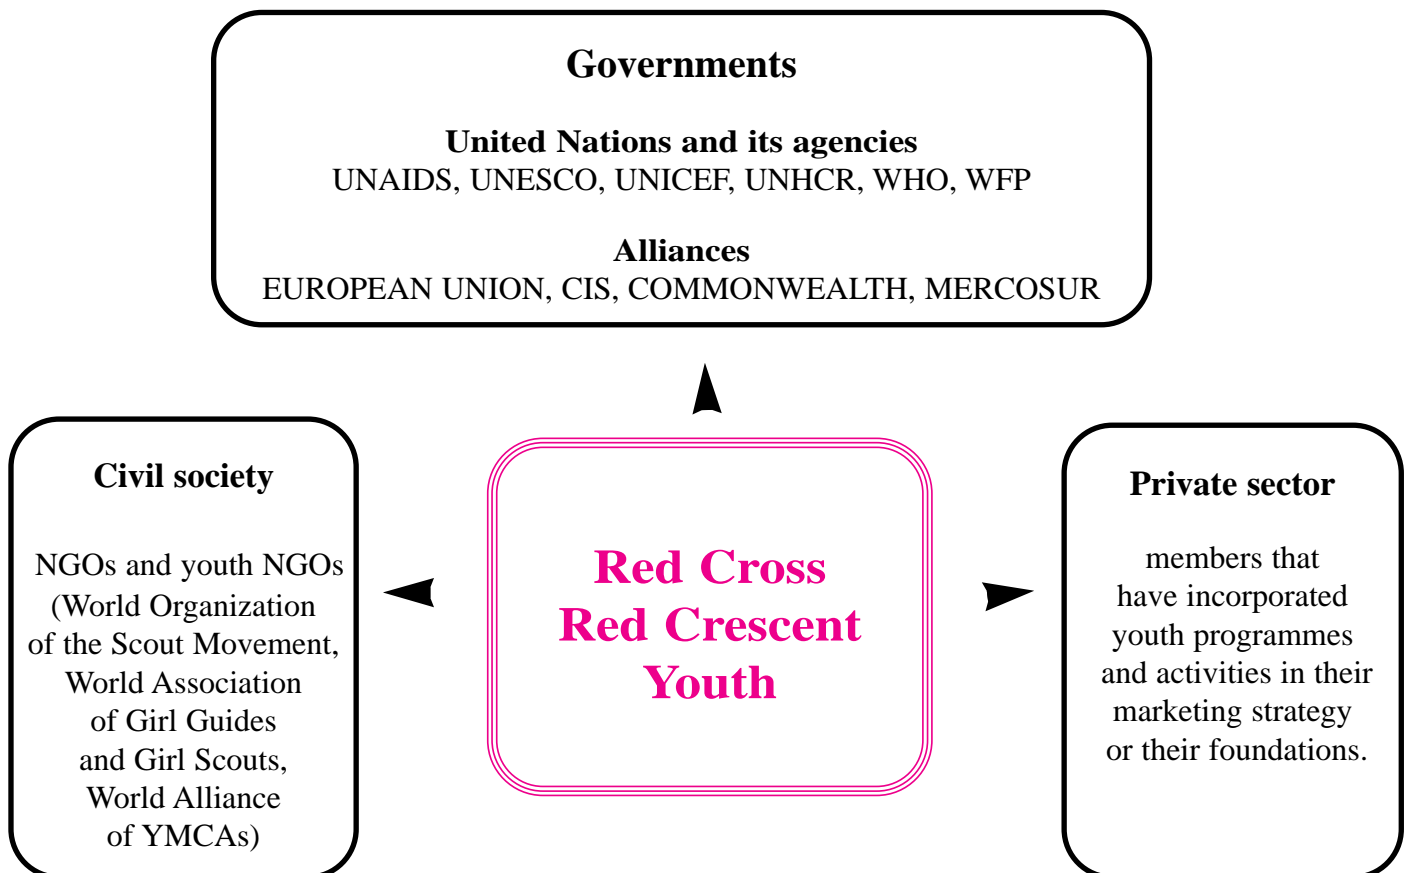 Governments
United Nations and its agencies
UNAIDS, UNESCO, UNICEF, UNHCR, WHO, WFP
Alliances
EUROPEAN UNION, CIS, COMMONWEALTH, MERCOSUR
Civil society
NGOs and youth NGOs
(World Organization
of the Scout Movement,
World Association
of Girl Guides
and Girl Scouts,
World Alliance
of YMCAs)
Red Cross
Red Crescent
Youth
Private sector
members that
have incorporated
youth programmes
and activities in their
marketing strategy
or their foundations.